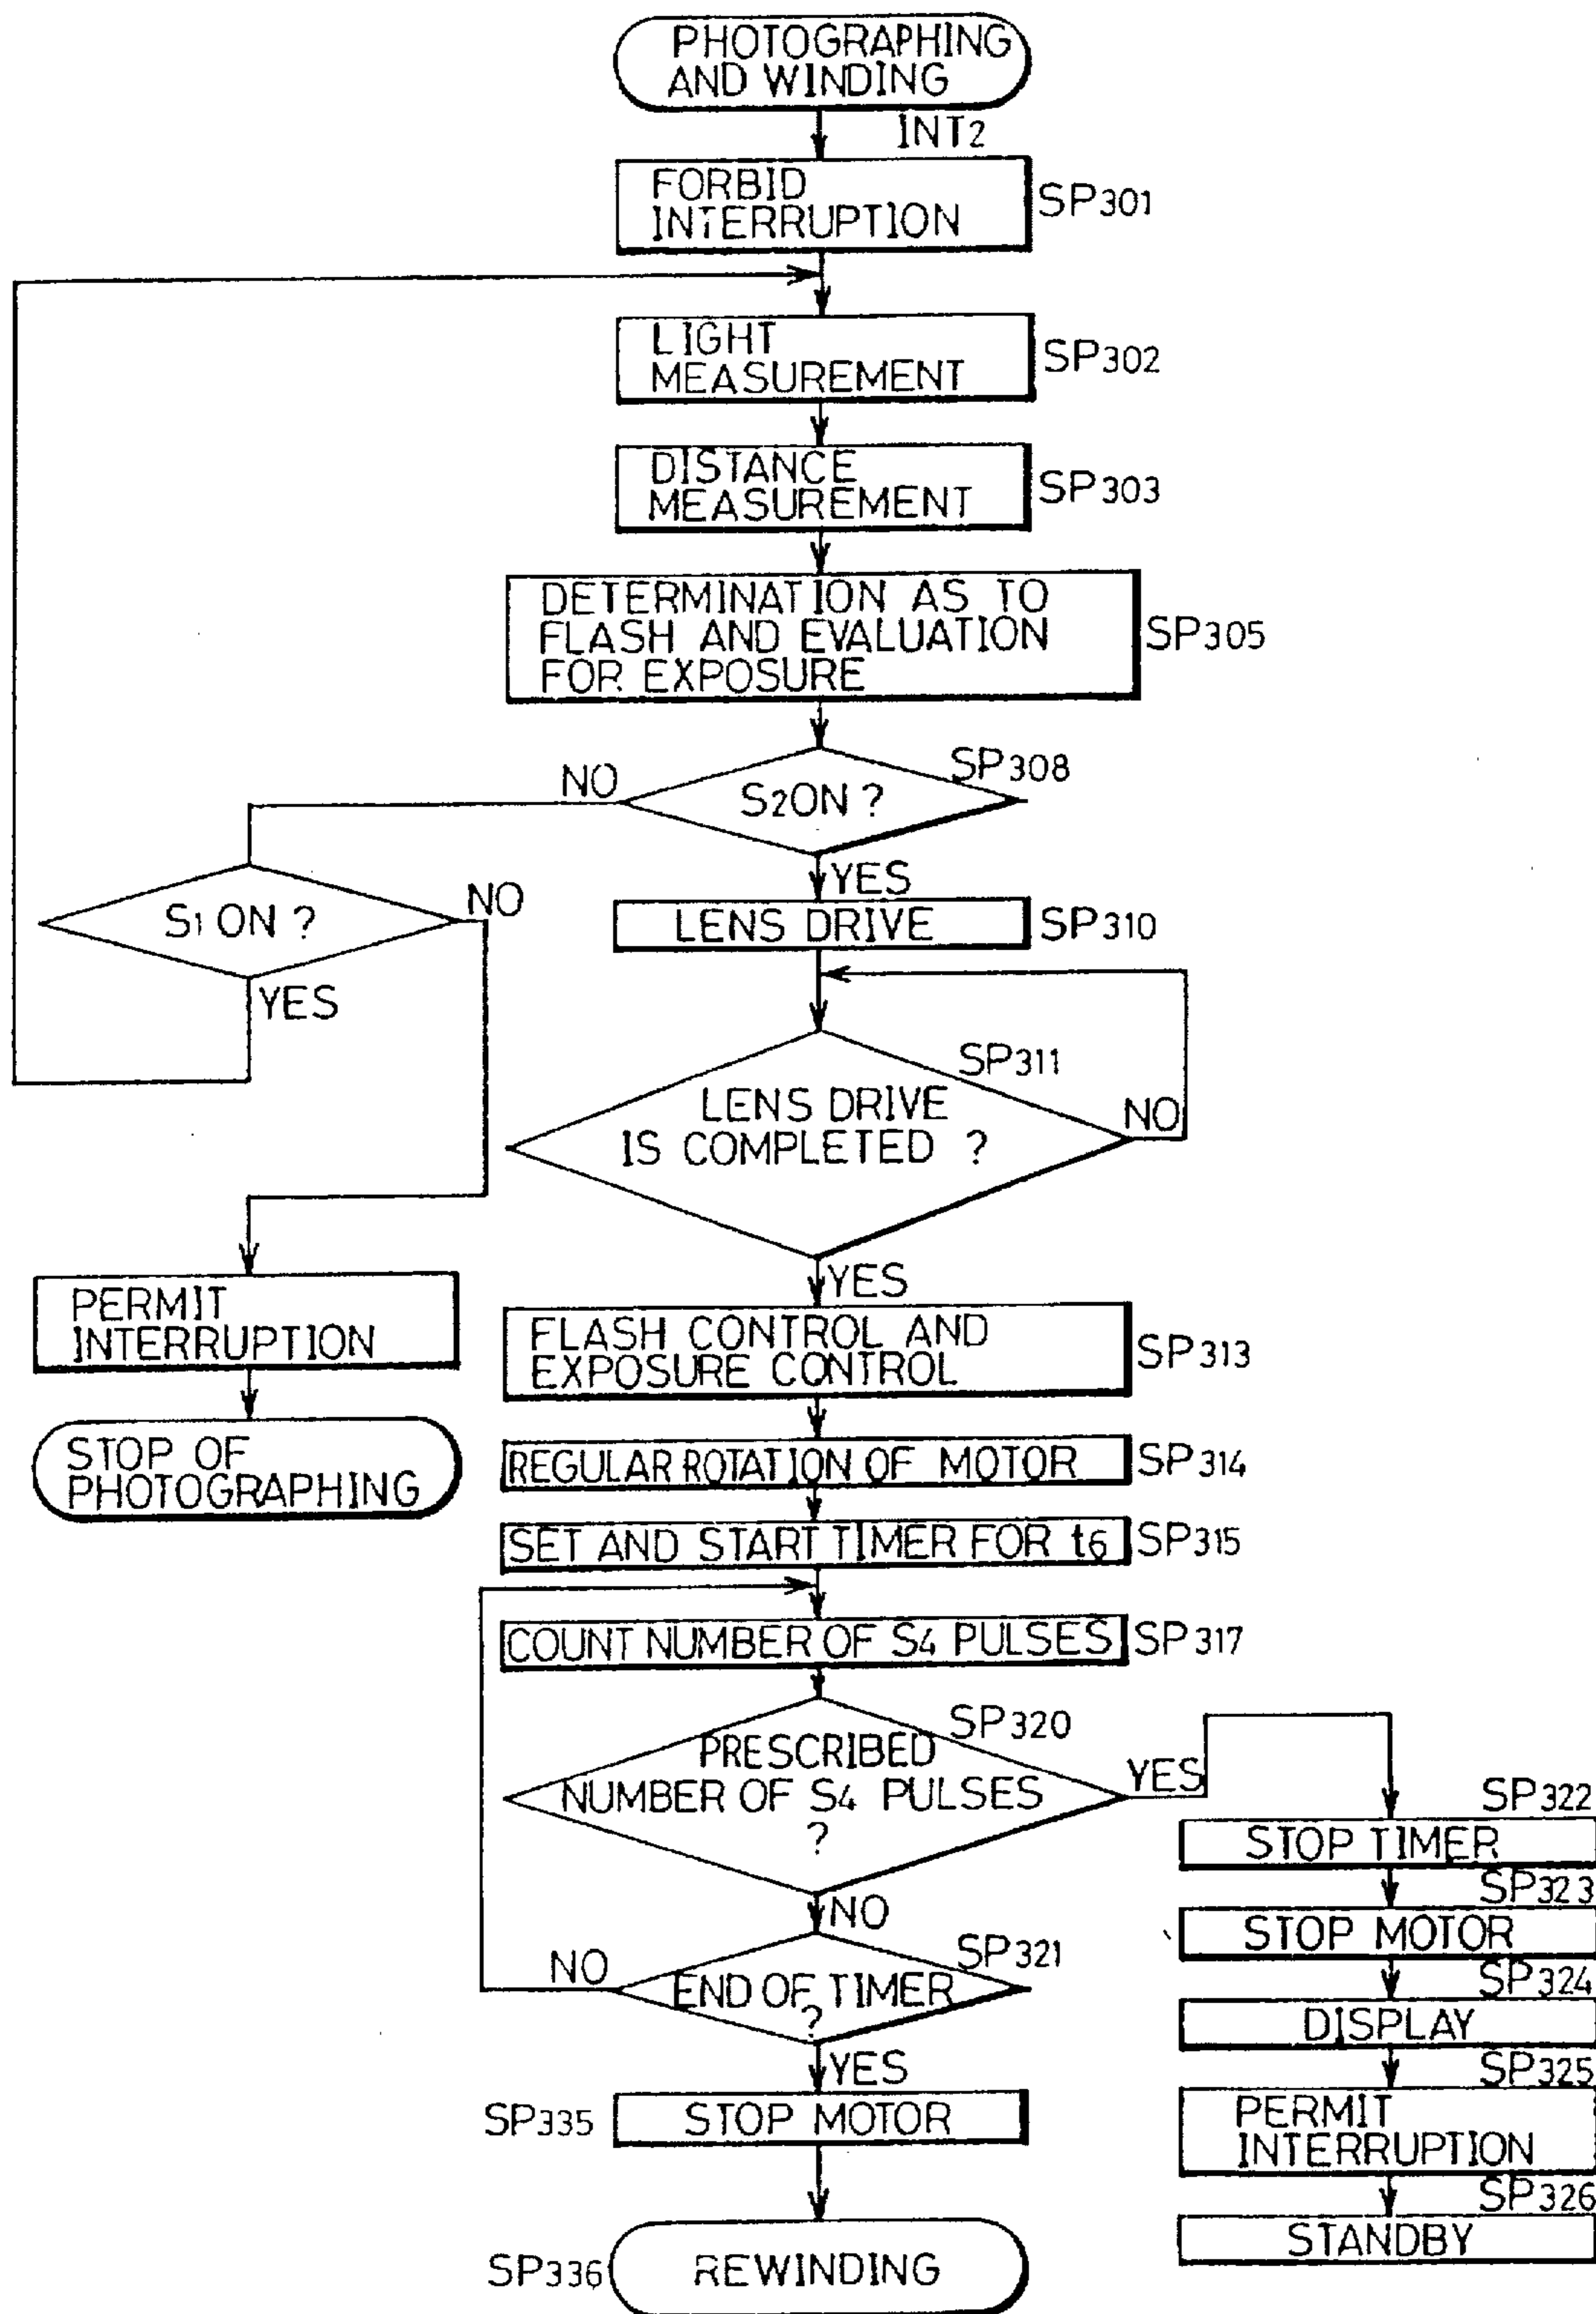 PHOTOGRAPHING
AND WINDING
INT2
FORBID
INTERRUPTION
SP301
LIGHT
MEASUREMENT
SP302
DISTANCE
MEASUREMENT
SP303
DETERMINATION AS TO
FLASH AND EVALUATION
FOR EXPOSURE
SP305
SP308
S2ON ?
NO
YES
S1 ON ?
NO
YES
LENS DRIVE
SP310
SP311
LENS DRIVE
IS COMPLETED ?
NO
YES
PERMIT
INTERRUPTION
STOP OF
PHOTOGRAPHING
FLASH CONTROL AND
EXPOSURE CONTROL
SP313
REGULAR ROTATION OF MOTOR
SP314
SET AND START TIMER FOR t6
SP315
COUNT NUMBER OF S4 PULSES
SP317
SP320
PRESCRIBED
NUMBER OF S4 PULSES
?
YES
NO
SP321
END OF TIMER
?
NO
YES
SP335
STOP MOTOR
SP336
REWINDING
SP322
STOP TIMER
SP323
STOP MOTOR
SP324
DISPLAY
SP325
PERMIT
INTERRUPTION
SP326
STANDBY